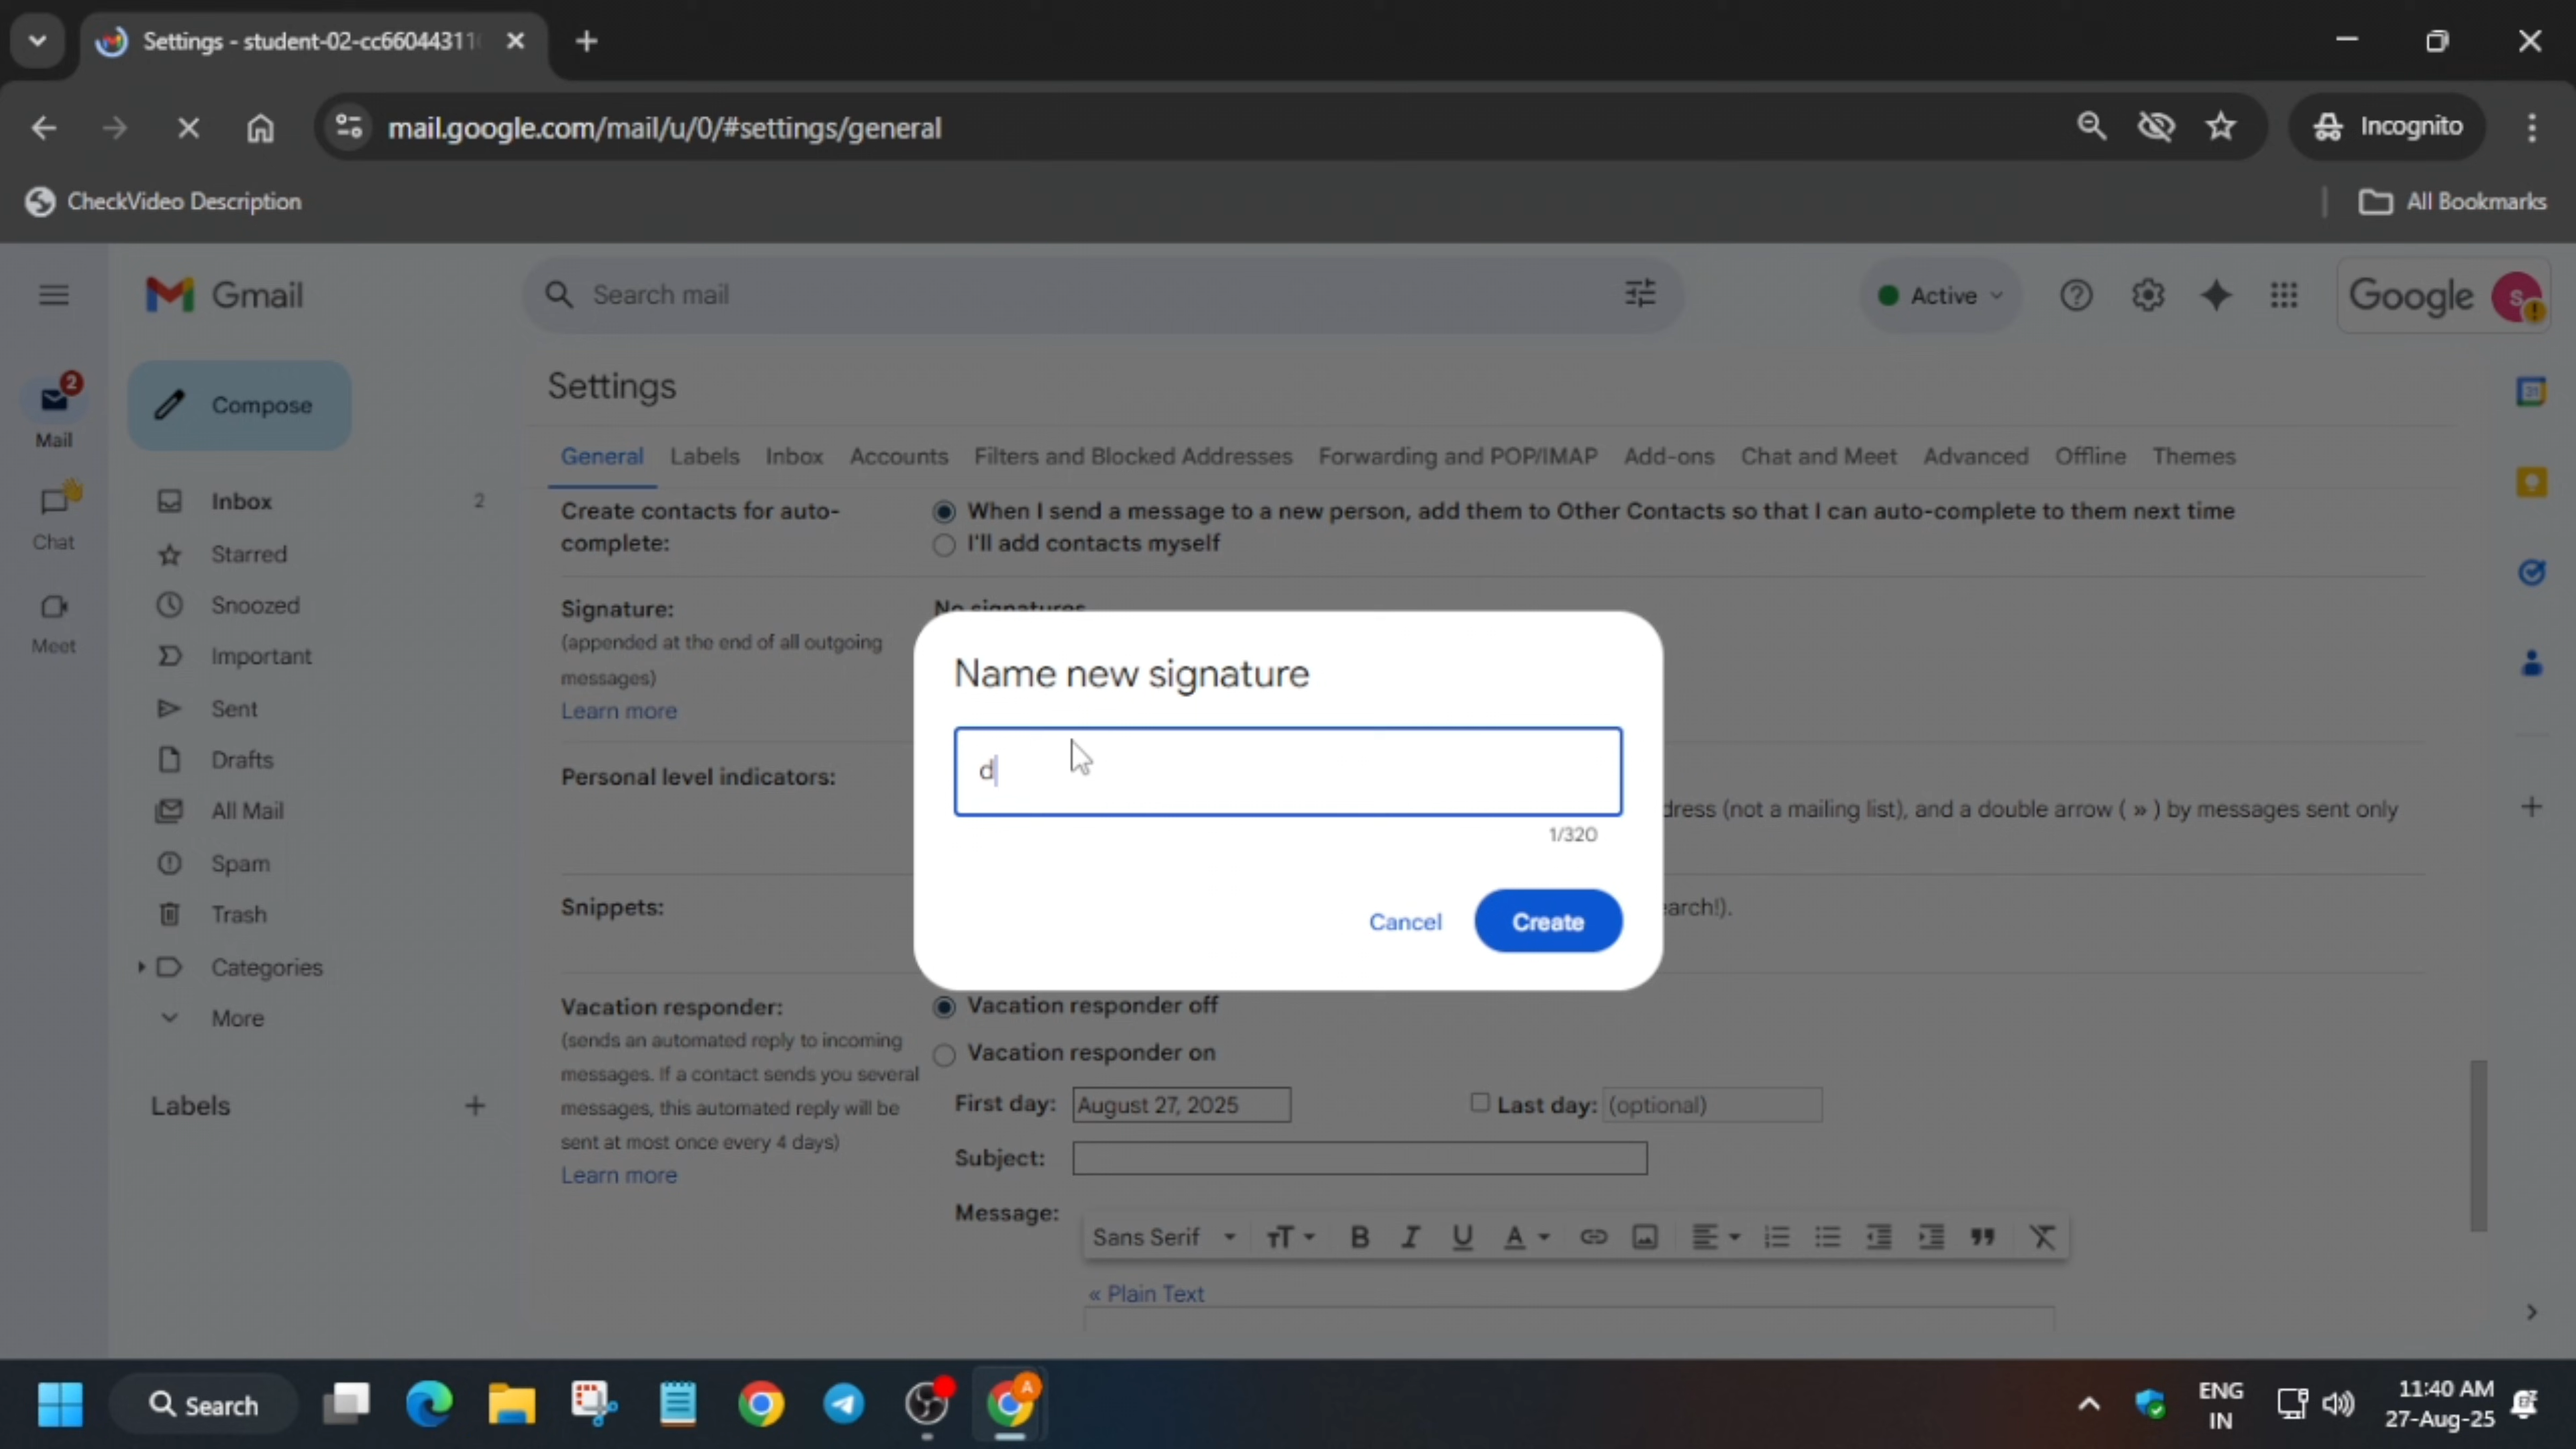 Settings - student-02-cc66044311
mail.google.com/mail/u/0/#settings/general
Incognito
CheckVideo Description
All Bookmarks
Gmail
Search mail
Active
Google
S
2
Mail
Chat
Meet
Compose
Inbox 2
Starred
Snoozed
Important
Sent
Drafts
All Mail
Spam
Trash
Categories
More
Labels
Settings
General Labels Inbox Accounts Filters and Blocked Addresses Forwarding and POP/IMAP Add-ons Chat and Meet Advanced Offline Themes
Create contacts for auto-
complete:
When I send a message to a new person, add them to Other Contacts so that I can auto-complete to them next time
I'll add contacts myself
Signature:
(appended at the end of all outgoing
messages)
Learn more
No signatures
Name new signature
d
1/320
Cancel Create
Personal level indicators:
dress (not a mailing list), and a double arrow ( » ) by messages sent only
Snippets:
earch!).
Vacation responder:
(sends an automated reply to incoming
messages. If a contact sends you several
messages, this automated reply will be
sent at most once every 4 days)
Learn more
Vacation responder off
Vacation responder on
First day: August 27, 2025 Last day: (optional)
Subject:
Message:
Sans Serif
« Plain Text
31
Search
A
ENG
IN
11:40 AM
27-Aug-25